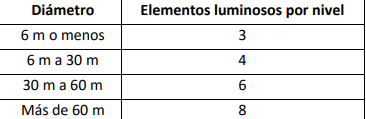 Diámetro Elementos luminosos por nivel
6 m o menos 3
6 m a 30 m 4
30 m a 60 m 6
Más de 60 m 8